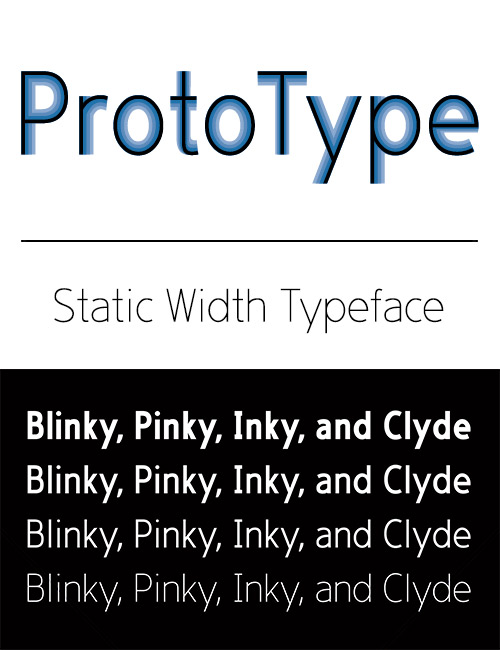 ProtoType
Static Width Typeface
Blinky, Pinky, Inky, and Clyde
Blinky, Pinky, Inky, and Clyde
Blinky, Pinky, Inky, and Clyde
Blinky, Pinky, Inky, and Clyde